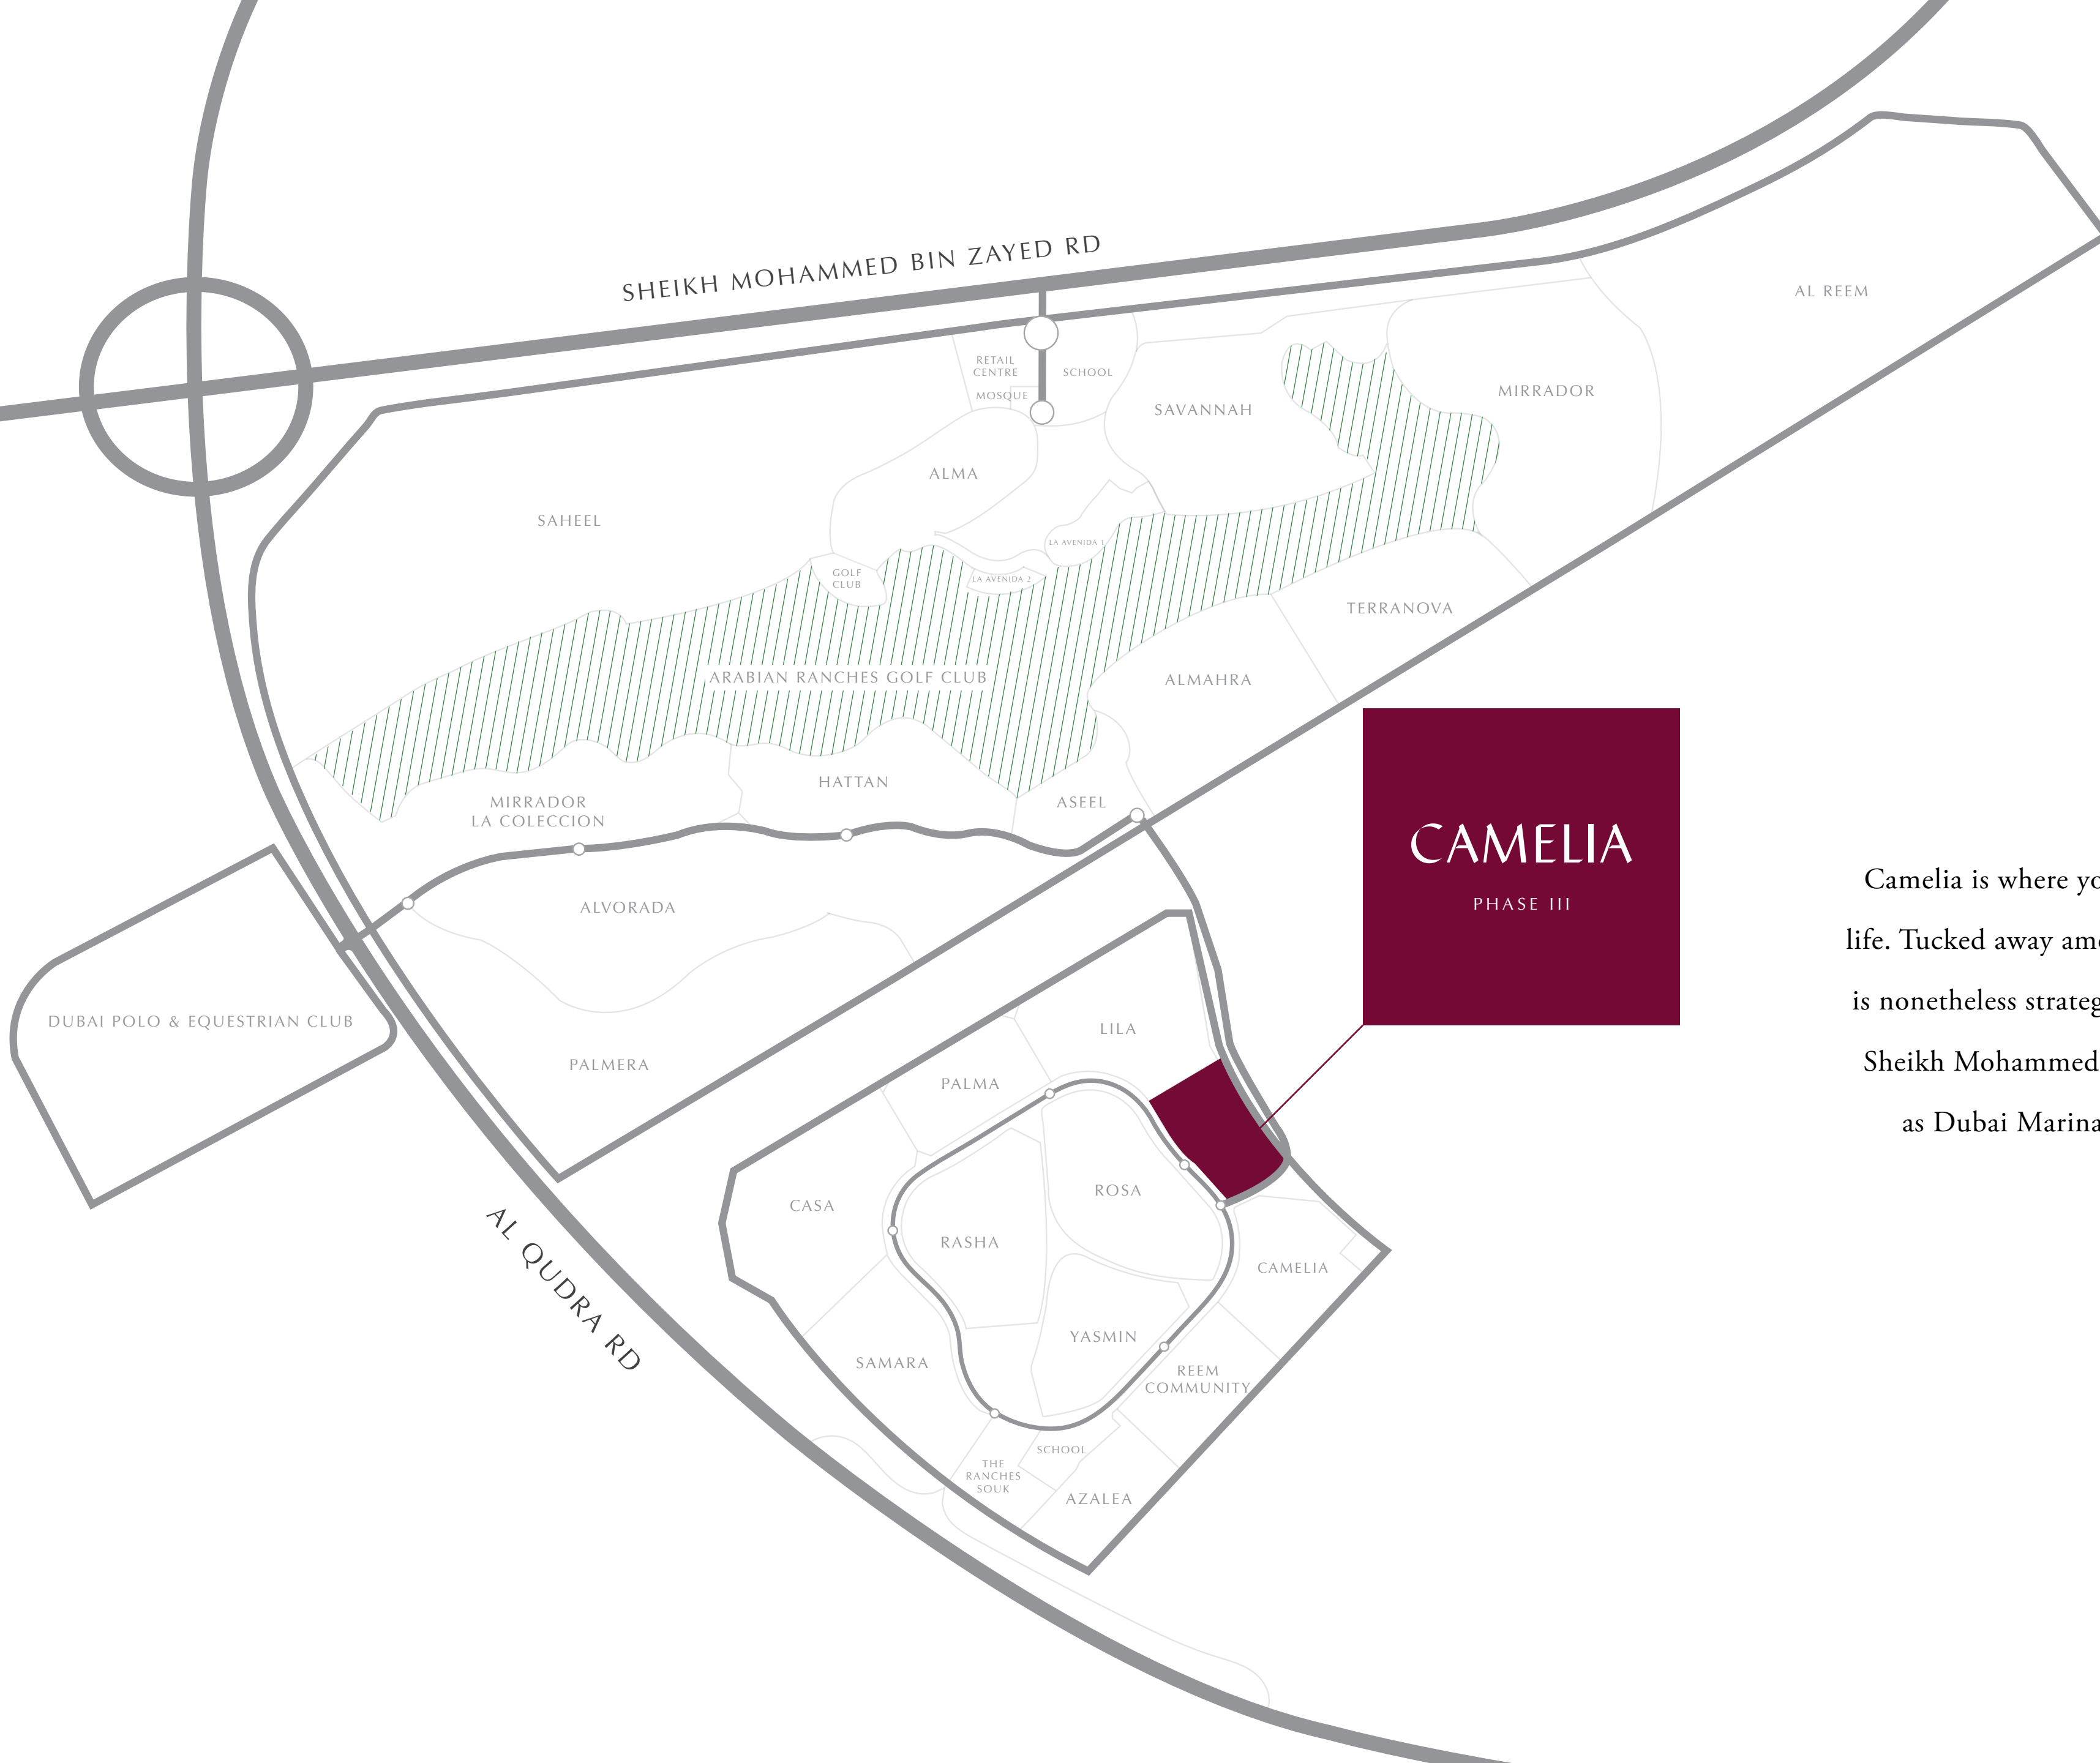 SHEIKH MOHAMMED BIN ZAYED RD
AL REEM
RETAIL
CENTRE
SCHOOL
MOSQUE
MIRRADOR
SAVANNAH
ALMA
SAHEEL
LA AVENIDA 1
GOLF
CLUB
LA AVENIDA 2
TERRANOVA
ARABIAN RANCHES GOLF CLUB
ALMAHRA
HATTAN
MIRRADOR
LA COLECCION
ASEEL
CAMELIA
PHASE III
ALVORADA
DUBAI POLO & EQUESTRIAN CLUB
PALMERA
LILA
PALMA
ROSA
CASA
RASHA
AL QUDRA RD
CAMELIA
YASMIN
SAMARA
REEM
COMMUNITY
SCHOOL
THE
RANCHES
SOUK
AZALEA
Camelia is where
life. Tucked away
is nonetheless
Sheikh Mohammed
as Dubai Marina